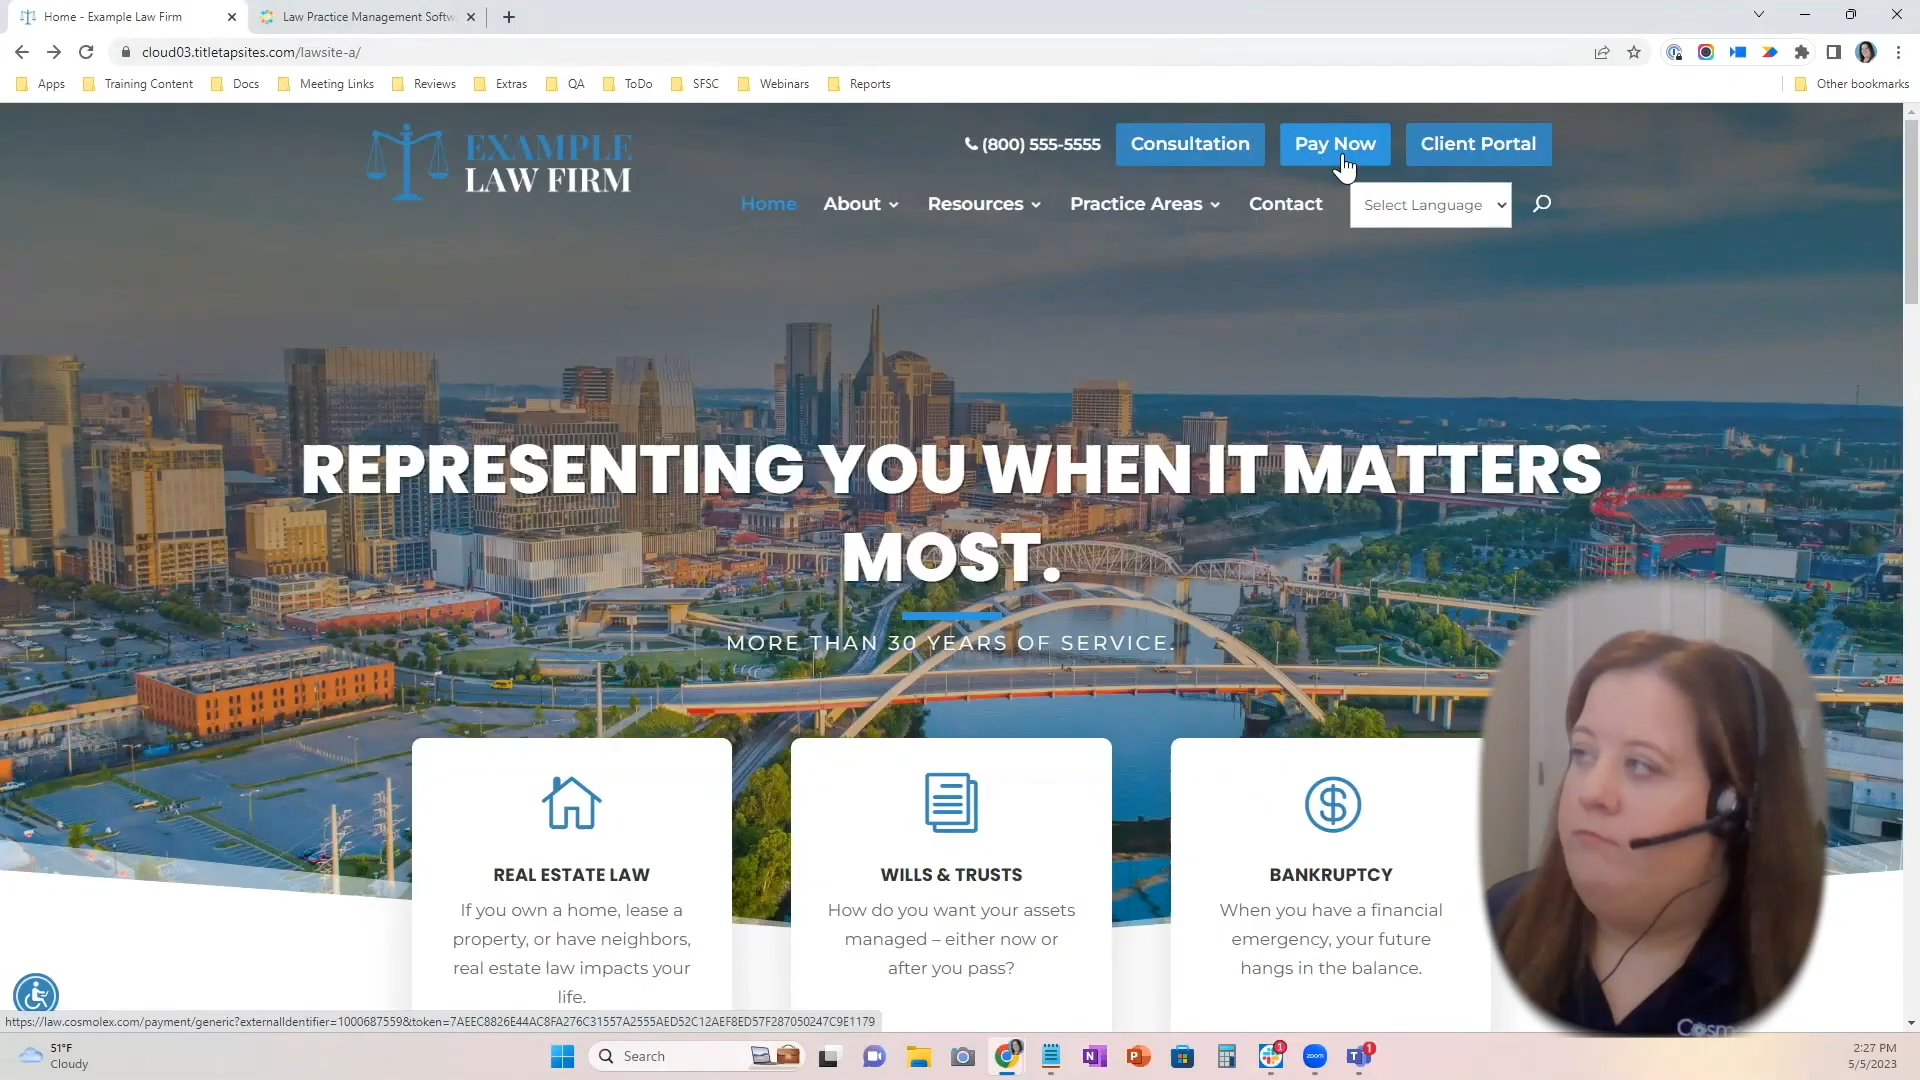 Home - Example Law Firm
Law Practice Management Softw
cloud03.titletapsites.com/lawsite-a/
Apps
Training Content
Docs
Meeting Links
Reviews
Extras
QA
ToDo
SFSC
Webinars
Reports
Other bookmarks
EXAMPLE
LAW FIRM
(800) 555-5555
Consultation
Pay Now
Client Portal
Home
About
Resources
Practice Areas
Contact
Select Language
REPRESENTING YOU WHEN IT MATTERS
MOST.
MORE THAN 30 YEARS OF SERVICE.
REAL ESTATE LAW
If you own a home, lease a
property, or have neighbors,
real estate law impacts your
life.
WILLS & TRUSTS
How do you want your assets
managed – either now or
after you pass?
BANKRUPTCY
When you have a financial
emergency, your future
hangs in the balance.
Cosm
https://law.cosmolex.com/payment/generic?externalIdentifier=1000687559&token=7AEEC8826E44AC8FA276C31557A2555AED52C12AEF8ED57F287050247C9E1179
51°F
Cloudy
Search
zoom
1
1
2:27 PM
5/5/2023